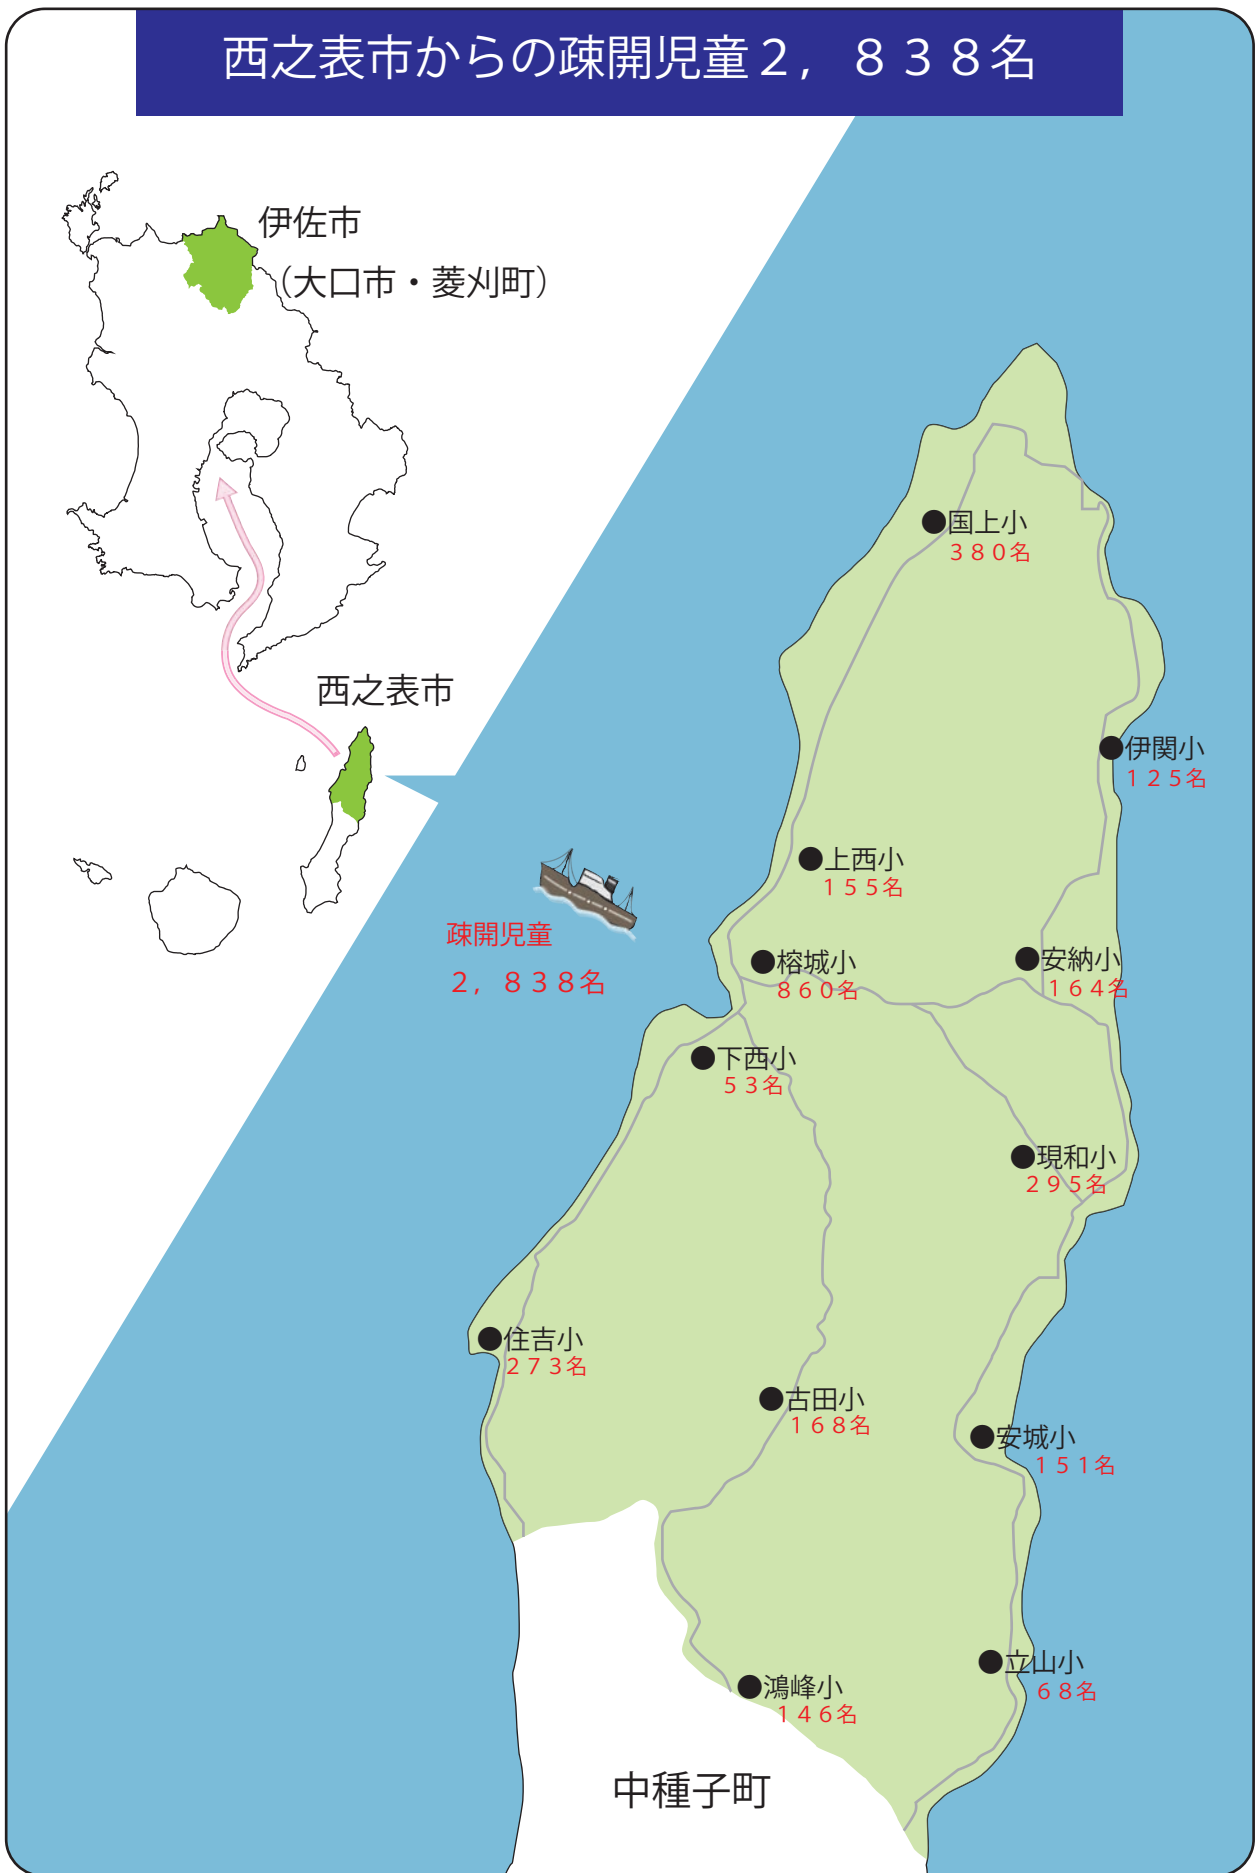 西之表市からの疎開児童２，８３８名
伊佐市
（大口市・菱刈町）
西之表市
疎開児童
２，８３８名
国上小
３８０名
伊関小
１２５名
上西小
１５５名
榕城小
８６０名
安納小
１６４名
下西小
５３名
現和小
２９５名
住吉小
２７３名
古田小
１６８名
安城小
１５１名
立山小
６８名
鴻峰小
１４６名
中種子町